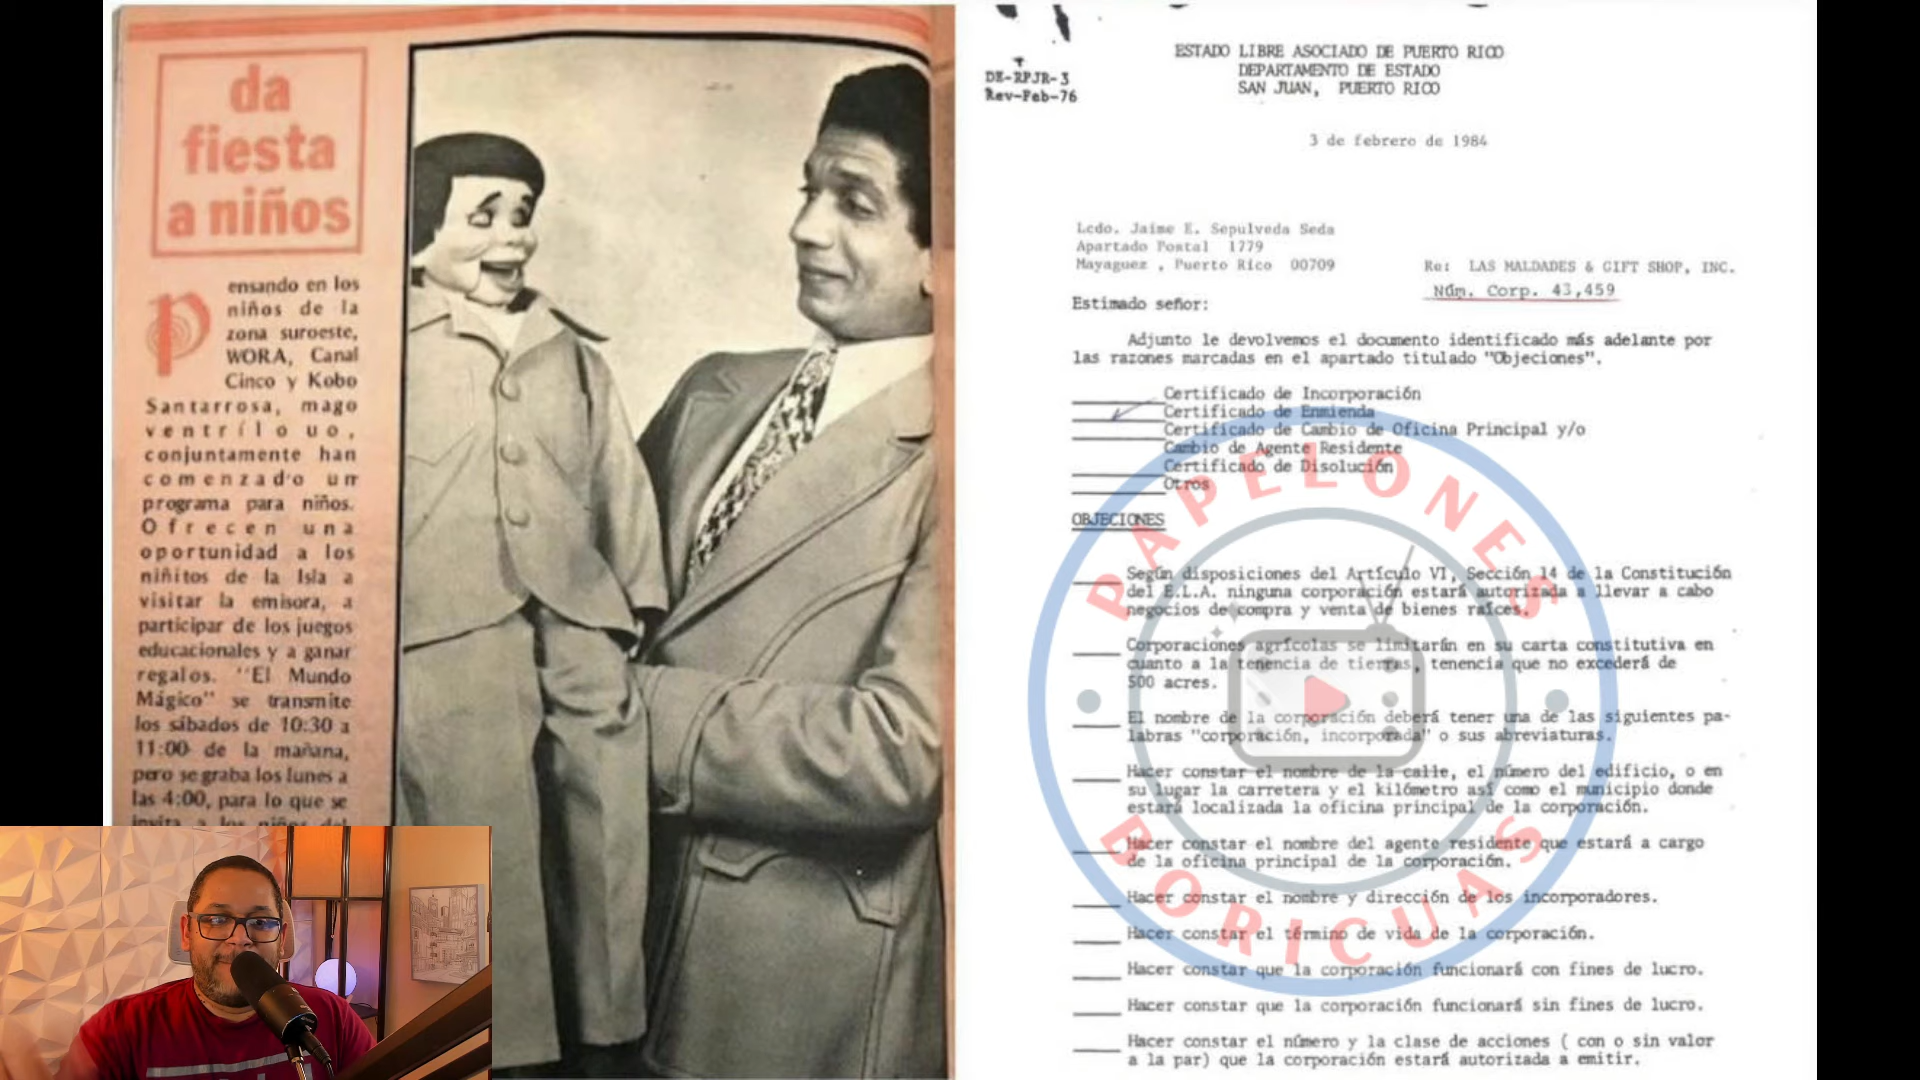 da
fiesta
a niños
pensando en los
niños de la
zona suroeste,
WORA, Canal
Cinco y Kobo
Santarrosa, mago
ventrílo uo,
conjuntamente han
comenzado un
programa para niños.
Ofrecen una
oportunidad a los
niñitos de la Isla a
visitar la emisora, a
participar de los juegos
educacionales y a ganar
regalos. "El Mundo
Mágico" se transmite
los sábados de 10:30 a
11:00 de la mañana,
pero se graba los lunes a
las 4:00, para lo que se
invita a los niños del
DE-RPJR-3
Rev-Feb-76
ESTADO LIBRE ASOCIADO DE PUERTO RICO
DEPARTAMENTO DE ESTADO
SAN JUAN, PUERTO RICO
3 de febrero de 1984
Lcdo. Jaime E. Sepulveda Seda
Apartado Postal 1779
Mayaguez , Puerto Rico 00709
Re: LAS MALDADES & GIFT SHOP, INC.
Núm. Corp. 43,459
Estimado señor:
Adjunto le devolvemos el documento identificado más adelante por
las razones marcadas en el apartado titulado "Objeciones".
Certificado de Incorporación
Certificado de Enmienda
Certificado de Cambio de Oficina Principal y/o
Cambio de Agente Residente
Certificado de Disolución
Otros
OBJECIONES
Según disposiciones del Artículo VI, Sección 14 de la Constitución
del E.L.A. ninguna corporación estará autorizada a llevar a cabo
negocios de compra y venta de bienes raíces.
Corporaciones agrícolas se limitarán en su carta constitutiva en
cuanto a la tenencia de tierras, tenencia que no excederá de
500 acres.
El nombre de la corporación deberá tener una de las siguientes pa-
labras "corporación, incorporada" o sus abreviaturas.
Hacer constar el nombre de la calle, el número del edificio, o en
su lugar la carretera y el kilómetro así como el municipio donde
estará localizada la oficina principal de la corporación.
Hacer constar el nombre del agente residente que estará a cargo
de la oficina principal de la corporación.
Hacer constar el nombre y dirección de los incorporadores.
Hacer constar el término de vida de la corporación.
Hacer constar que la corporación funcionará con fines de lucro.
Hacer constar que la corporación funcionará sin fines de lucro.
Hacer constar el número y la clase de acciones ( con o sin valor
a la par) que la corporación estará autorizada a emitir.
PAPELONES
BORICUAS